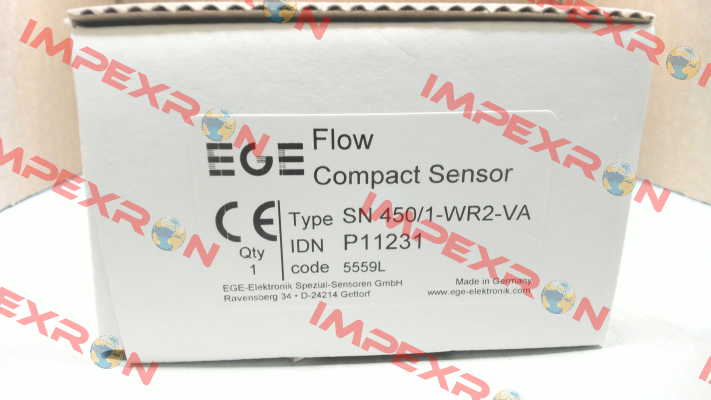 EGE Flow
Compact Sensor
CE
Type SN 450/1-WR2-VA
IDN P11231
code 5559L
Qty
1
EGE-Elektronik Spezial-Sensoren GmbH
Ravensberg 34 • D-24214 Gettorf
Made in Germany
www.ege-elektronik.com
IMPEXRON
IMPEXRON
IMPEXRON
IMPEXRON
IMPEXRON
IMPEXRON